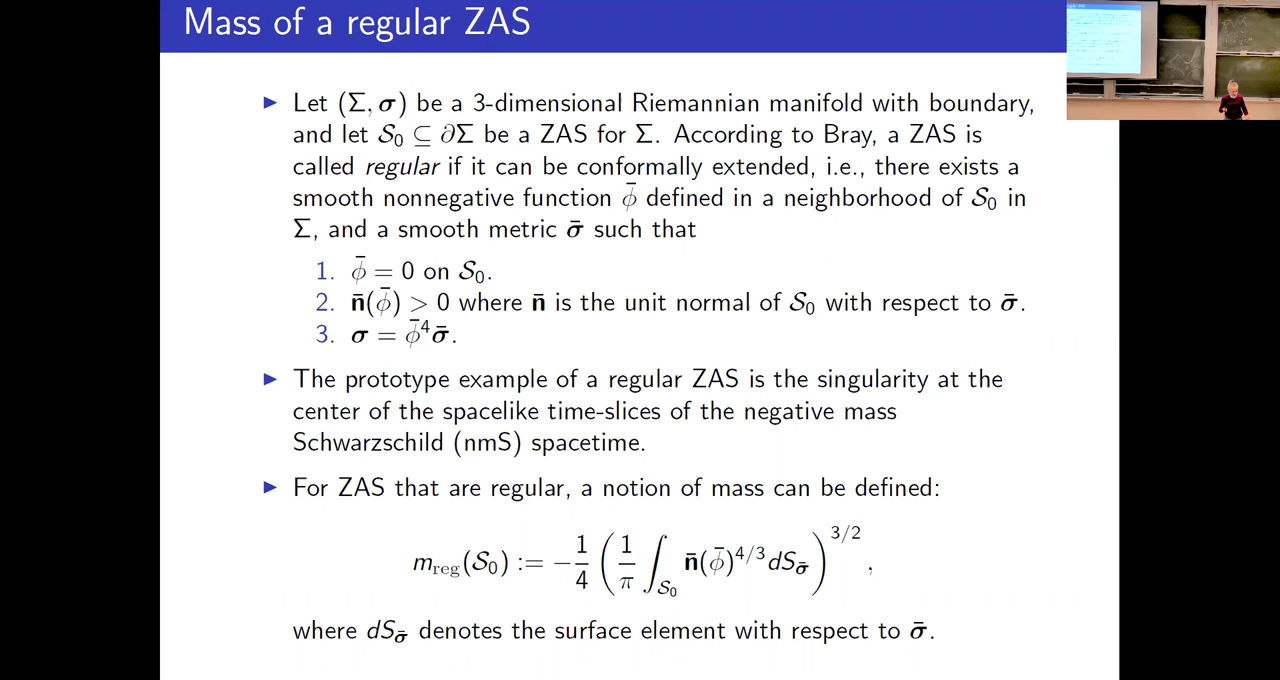 Mass of a regular ZAS
▶ Let (Σ, σ) be a 3-dimensional Riemannian manifold with boundary,
and let 𝒮₀ ⊆ ∂Σ be a ZAS for Σ. According to Bray, a ZAS is
called regular if it can be conformally extended, i.e., there exists a
smooth nonnegative function ϕ̄ defined in a neighborhood of 𝒮₀ in
Σ, and a smooth metric σ̄ such that
1. ϕ̄ = 0 on 𝒮₀.
2. n̄(ϕ̄) > 0 where n̄ is the unit normal of 𝒮₀ with respect to σ̄.
3. σ = ϕ̄⁴σ̄.
▶ The prototype example of a regular ZAS is the singularity at the
center of the spacelike time-slices of the negative mass
Schwarzschild (nmS) spacetime.
▶ For ZAS that are regular, a notion of mass can be defined:
m_reg(𝒮₀) := −1/4 (1/π ∫_𝒮₀ n̄(ϕ̄)^4/3 dS_σ̄)^3/2 ,
where dS_σ̄ denotes the surface element with respect to σ̄.